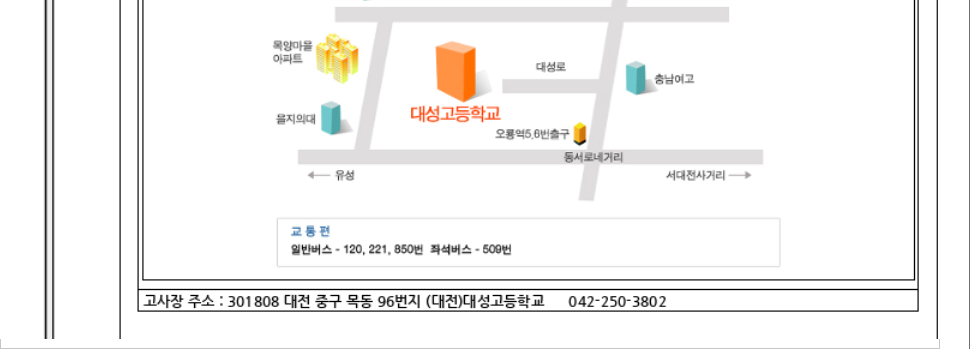 목양마을
아파트
대성로
충남여고
대성고등학교
을지의대
오룡역5,6번출구
동서로네거리
유성
서대전사거리
교 통 편
일반버스 - 120, 221, 850번 좌석버스 - 509번
고사장 주소 : 301808 대전 중구 목동 96번지 (대전)대성고등학교 042-250-3802